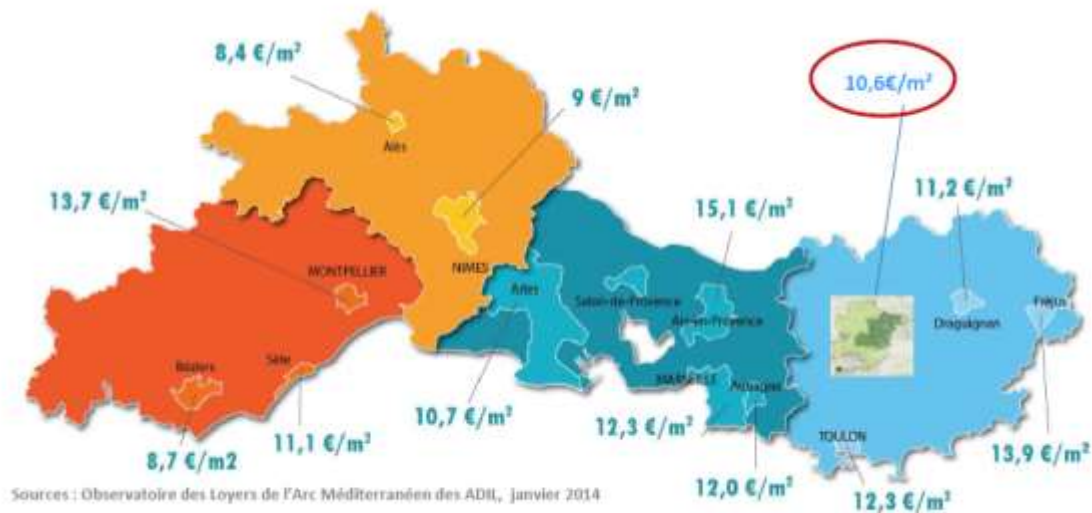 8,4 €/m²
10,6€/m²
9 €/m²
Alès
13,7 €/m²
11,2 €/m²
15,1 €/m²
MONTPELLIER
NIMES
Arles
Salon-de-Provence
Aix-en-Provence
Draguignan
Fréjus
Béziers
Sète
MARSEILLE
Aubagne
10,7 €/m²
12,3 €/m²
11,1 €/m²
8,7 €/m2
TOULON
13,9 €/m²
12,0 €/m²
12,3 €/m²
Sources : Observatoire des Loyers de l'Arc Méditerranéen des ADIL, janvier 2014